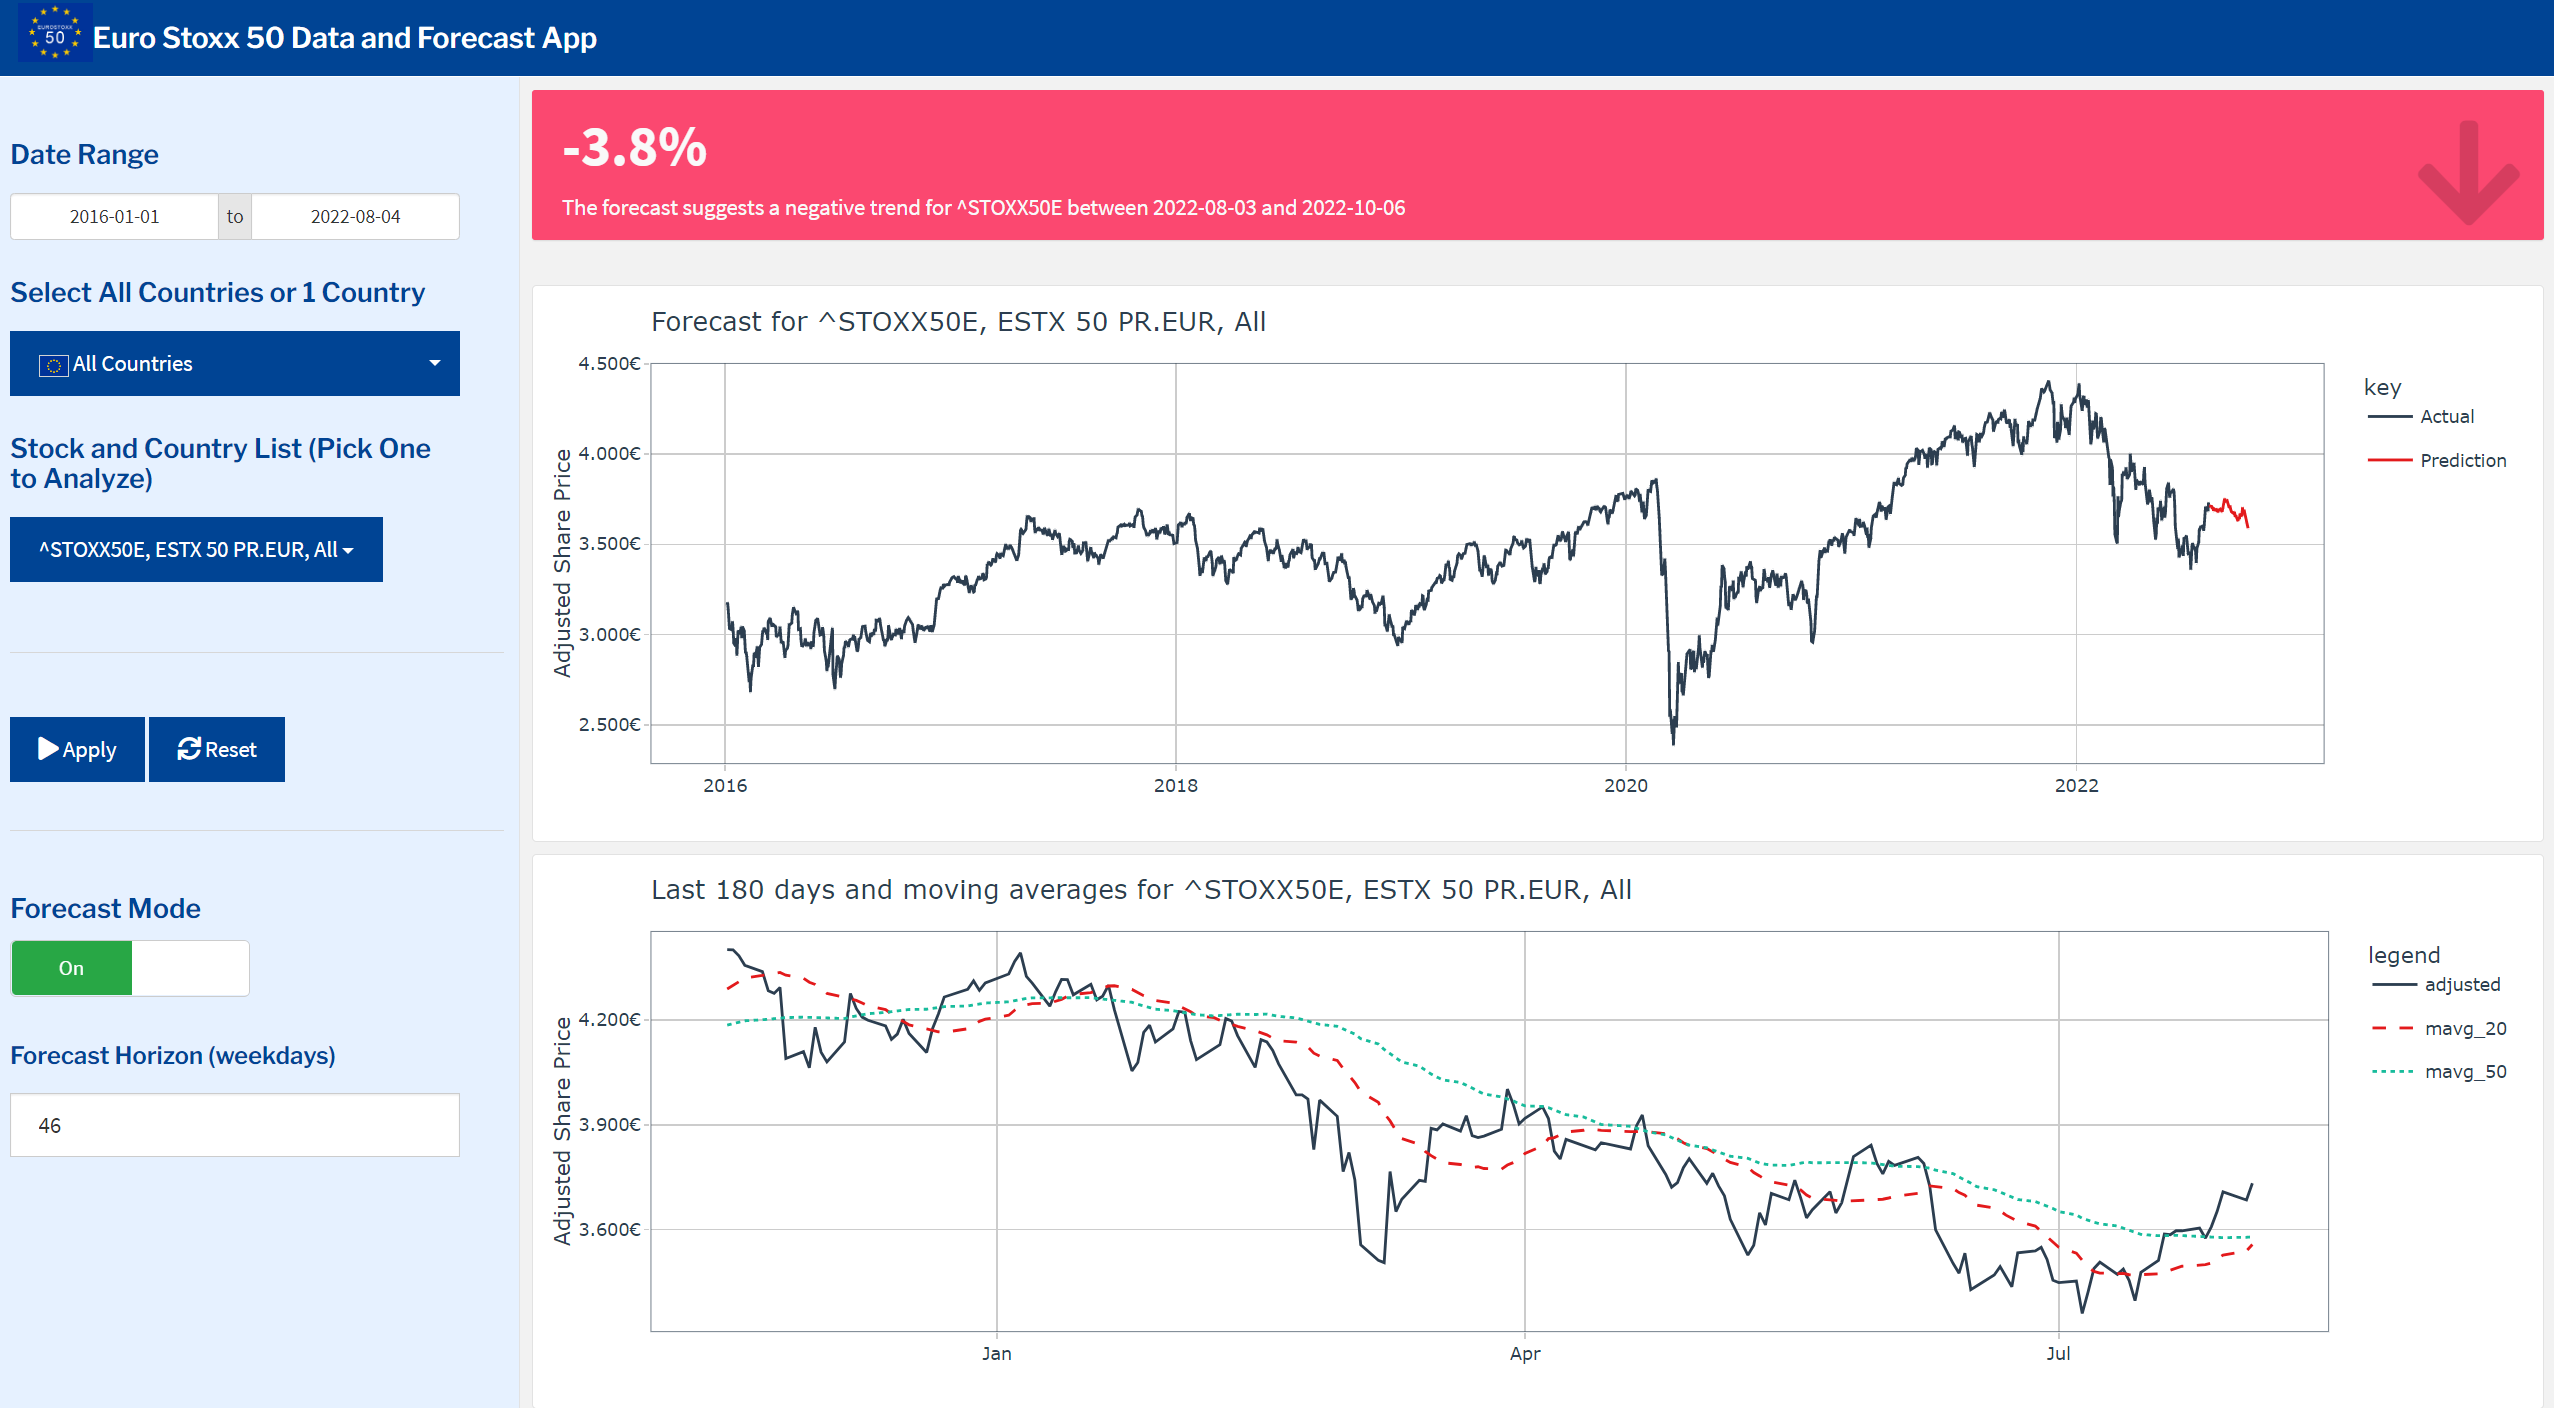 EUROSTOXX
50
Euro Stoxx 50 Data and Forecast App
Date Range
2016-01-01 to 2022-08-04
Select All Countries or 1 Country
All Countries
Stock and Country List (Pick One
to Analyze)
^STOXX50E, ESTX 50 PR.EUR, All
Apply
Reset
Forecast Mode
On
Forecast Horizon (weekdays)
46
-3.8%
The forecast suggests a negative trend for ^STOXX50E between 2022-08-03 and 2022-10-06
Forecast for ^STOXX50E, ESTX 50 PR.EUR, All
Adjusted Share Price
4.500€
4.000€
3.500€
3.000€
2.500€
2016
2018
2020
2022
key
Actual
Prediction
Last 180 days and moving averages for ^STOXX50E, ESTX 50 PR.EUR, All
Adjusted Share Price
4.200€
3.900€
3.600€
Jan
Apr
Jul
legend
adjusted
mavg_20
mavg_50